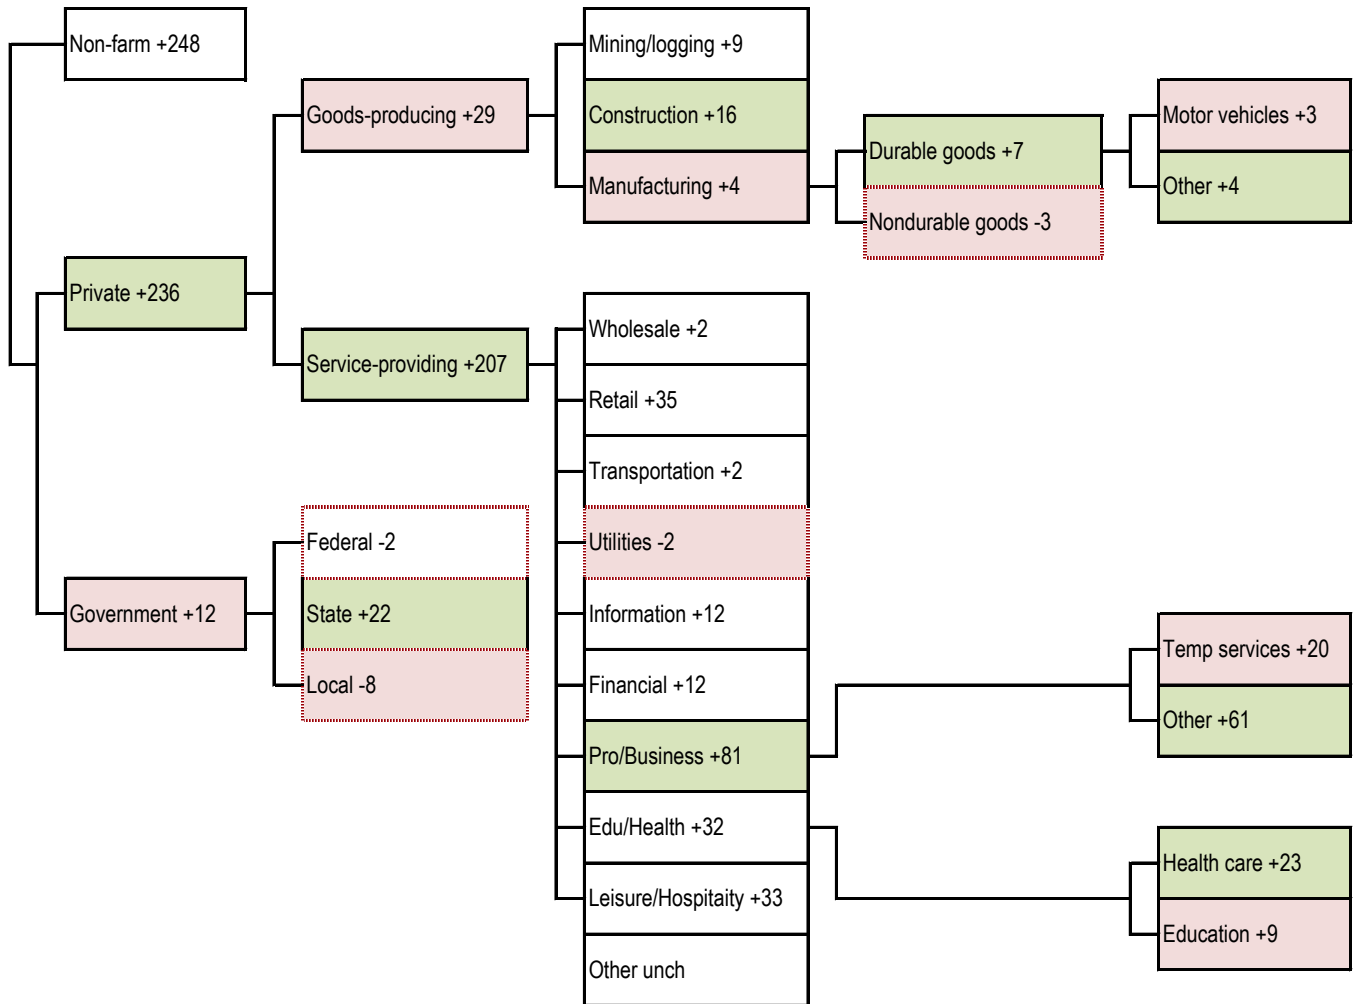 Non-farm +248
Private +236
Government +12
Goods-producing +29
Service-providing +207
Federal -2
State +22
Local -8
Mining/logging +9
Construction +16
Manufacturing +4
Wholesale +2
Retail +35
Transportation +2
Utilities -2
Information +12
Financial +12
Pro/Business +81
Edu/Health +32
Leisure/Hospitaity +33
Other unch
Durable goods +7
Nondurable goods -3
Motor vehicles +3
Other +4
Temp services +20
Other +61
Health care +23
Education +9